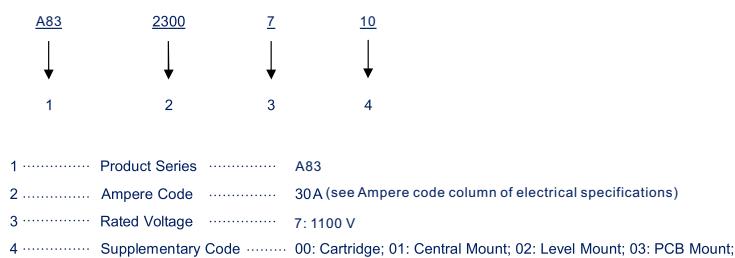 A83 2300 7 10
1 2 3 4
1 ··············· Product Series ··············· A83
2 ··············· Ampere Code ··············· 30A (see Ampere code column of electrical specifications)
3 ··············· Rated Voltage ··············· 7: 1100 V
4 ··············· Supplementary Code ········· 00: Cartridge; 01: Central Mount; 02: Level Mount; 03: PCB Mount;